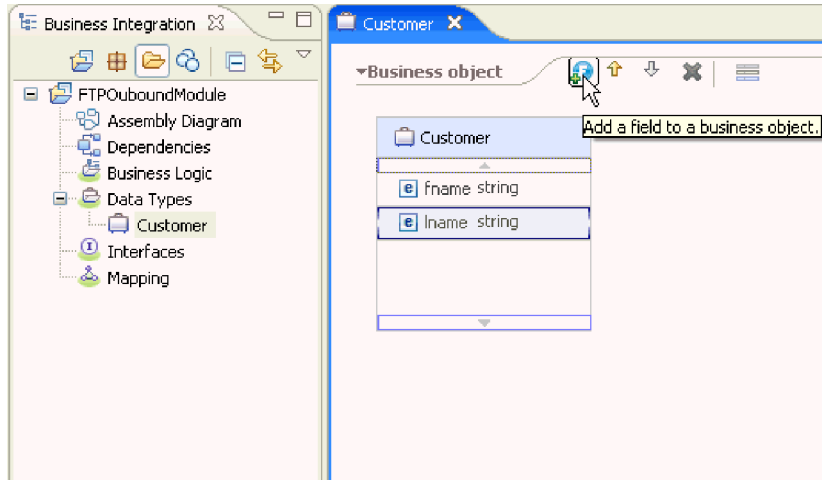 Business Integration
FTPOuboundModule
Assembly Diagram
Dependencies
Business Logic
Data Types
Customer
Interfaces
Mapping
Customer
Business object
Add a field to a business object.
Customer
e fname string
e lname string